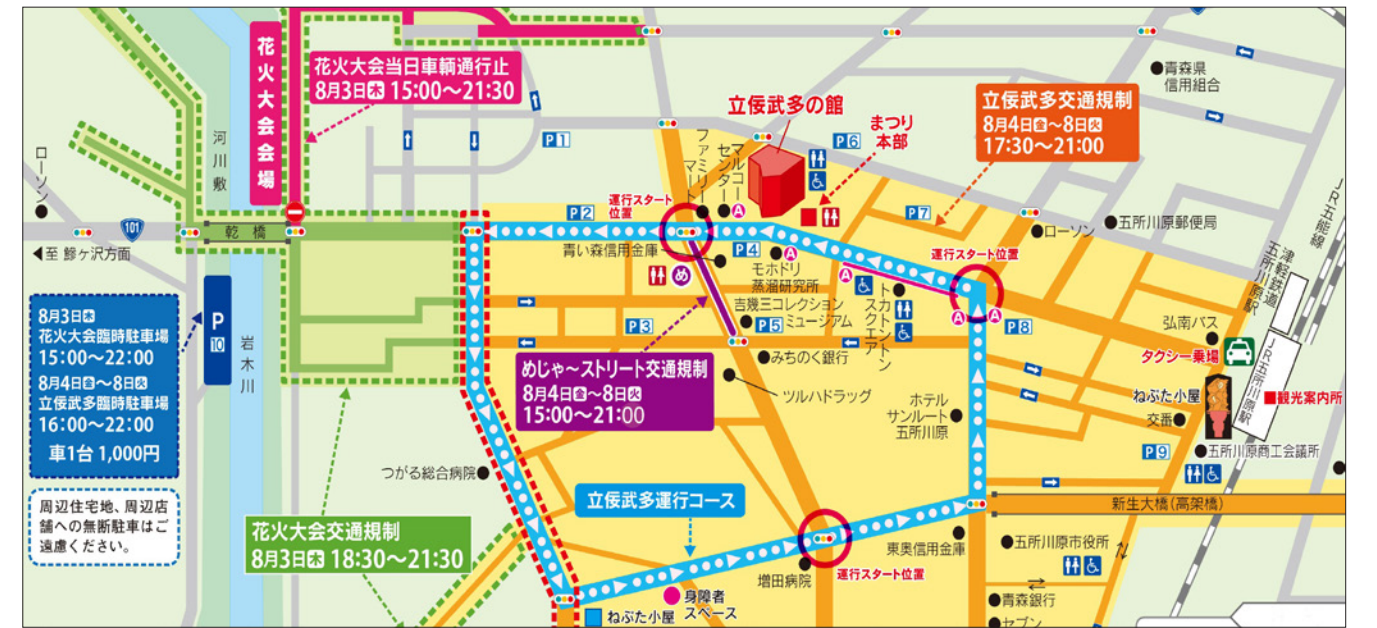 花火大会会場
花火大会当日車輌通行止
8月3日木 15:00〜21:30
河川敷
ローソン
101
乾橋
◀至 鰺ヶ沢方面
P
10
岩木川
8月3日木
花火大会臨時駐車場
15:00〜22:00
8月4日金〜8日火
立佞武多臨時駐車場
16:00〜22:00
車1台 1,000円
周辺住宅地、周辺店
舗への無断駐車はご
遠慮ください。
花火大会交通規制
8月3日木 18:30〜21:30
つがる総合病院
P1
P2
P3
ファミリーマート
マルコーセンター
A
立佞武多の館
P6
まつり
本部
運行スタート
位置
青い森信用金庫
め
P4
A
モホドリ
蒸溜研究所
吉幾三コレクション
ミュージアム
P5
みちのく銀行
ツルハドラッグ
めじゃ〜ストリート交通規制
8月4日金〜8日火
15:00〜21:00
立佞武多交通規制
8月4日金〜8日火
17:30〜21:00
青森県
信用組合
P7
ローソン
五所川原郵便局
運行スタート位置
A
トカトントン
スクエア
A
A
P8
ホテル
サンルート
五所川原
JR五能線
津軽鉄道
五所川原駅
弘南バス
タクシー乗場
JR五所川原駅
ねぶた小屋
■観光案内所
交番
P9
五所川原商工会議所
新生大橋(高架橋)
立佞武多運行コース
東奥信用金庫
五所川原市役所
増田病院
運行スタート位置
身障者
スペース
ねぶた小屋
青森銀行
セブン